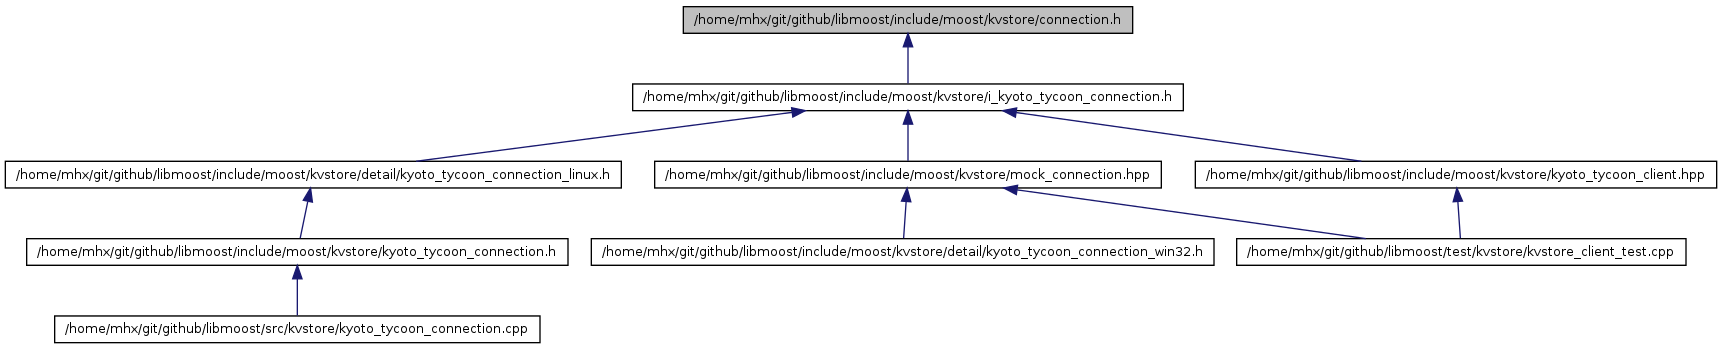 /home/mhx/git/github/libmoost/include/moost/kvstore/connection.h
/home/mhx/git/github/libmoost/include/moost/kvstore/i_kyoto_tycoon_connection.h
/home/mhx/git/github/libmoost/include/moost/kvstore/detail/kyoto_tycoon_connection_linux.h
/home/mhx/git/github/libmoost/include/moost/kvstore/mock_connection.hpp
/home/mhx/git/github/libmoost/include/moost/kvstore/kyoto_tycoon_client.hpp
/home/mhx/git/github/libmoost/include/moost/kvstore/kyoto_tycoon_connection.h
/home/mhx/git/github/libmoost/include/moost/kvstore/detail/kyoto_tycoon_connection_win32.h
/home/mhx/git/github/libmoost/test/kvstore/kvstore_client_test.cpp
/home/mhx/git/github/libmoost/src/kvstore/kyoto_tycoon_connection.cpp